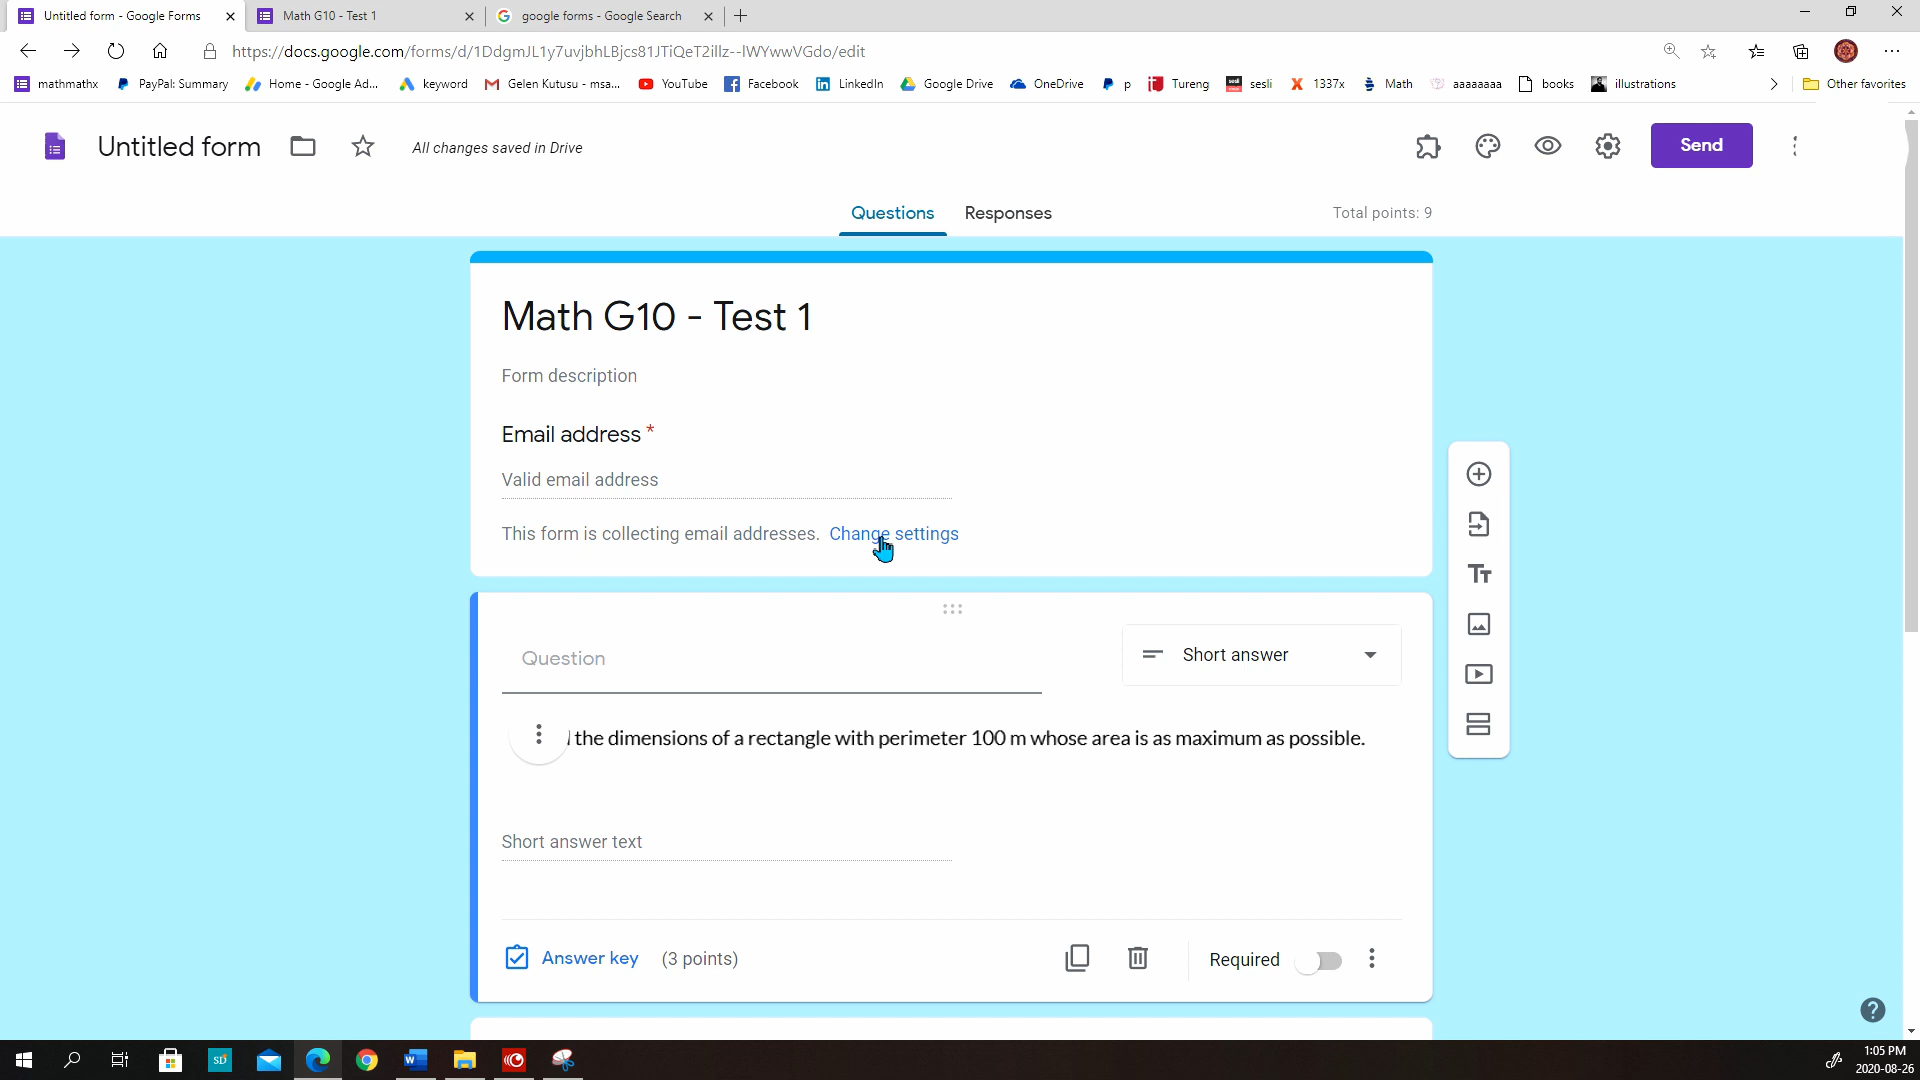 Untitled form - Google Forms
Math G10 - Test 1
google forms - Google Search
https://docs.google.com/forms/d/1DdgmJL1y7uvjbhLBjcs81JTiQeT2illz--lWYwwVGdo/edit
mathmathx
PayPal: Summary
Home - Google Ad...
keyword
Gelen Kutusu - msa...
YouTube
Facebook
LinkedIn
Google Drive
OneDrive
p
Tureng
sesli
1337x
Math
aaaaaaaa
books
illustrations
Other favorites
Untitled form
All changes saved in Drive
Send
Questions
Responses
Total points: 9
Math G10 - Test 1
Form description
Email address *
Valid email address
This form is collecting email addresses. Change settings
Question
Short answer
the dimensions of a rectangle with perimeter 100 m whose area is as maximum as possible.
Short answer text
Answer key (3 points)
Required
1:05 PM
2020-08-26